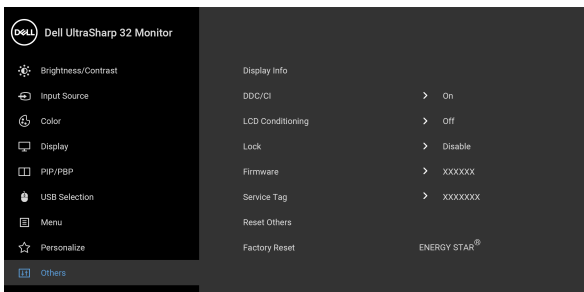 DELL Dell UltraSharp 32 Monitor
Brightness/Contrast Display Info
Input Source DDC/CI On
Color LCD Conditioning Off
Display Lock Disable
PIP/PBP Firmware XXXXXX
USB Selection Service Tag XXXXXXX
Menu Reset Others
Personalize Factory Reset ENERGY STAR®
Others